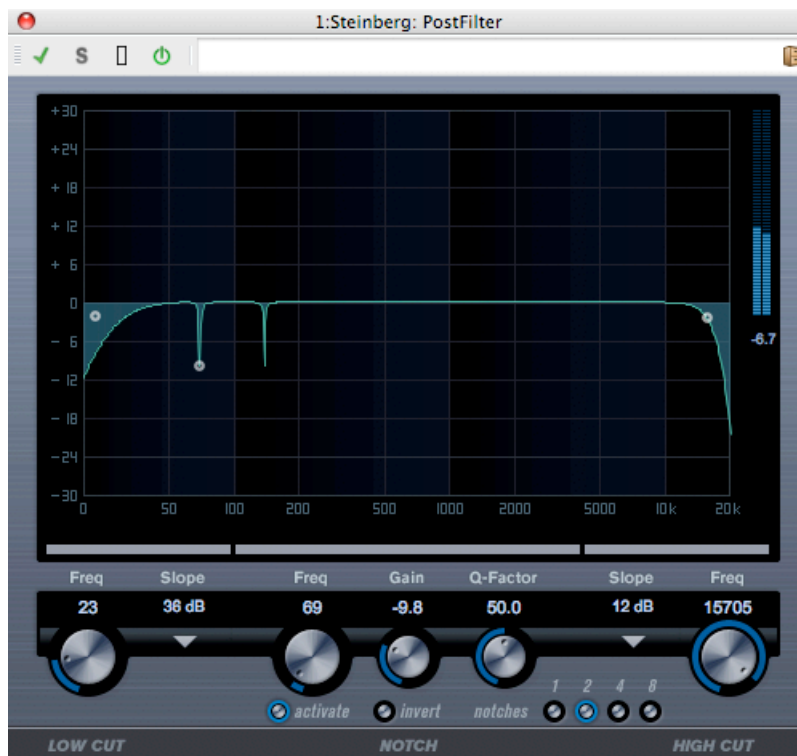 1:Steinberg: PostFilter
S
+30
+24
+ 18
+ 12
+ 6
0
- 6
- 12
- 18
-24
-30
0 50 100 200 500 1000 2000 5000 10k 20k
-6.7
Freq Slope Freq Gain Q-Factor Slope Freq
23 36 dB 69 -9.8 50.0 12 dB 15705
1 2 4 8
activate invert notches
LOW CUT NOTCH HIGH CUT